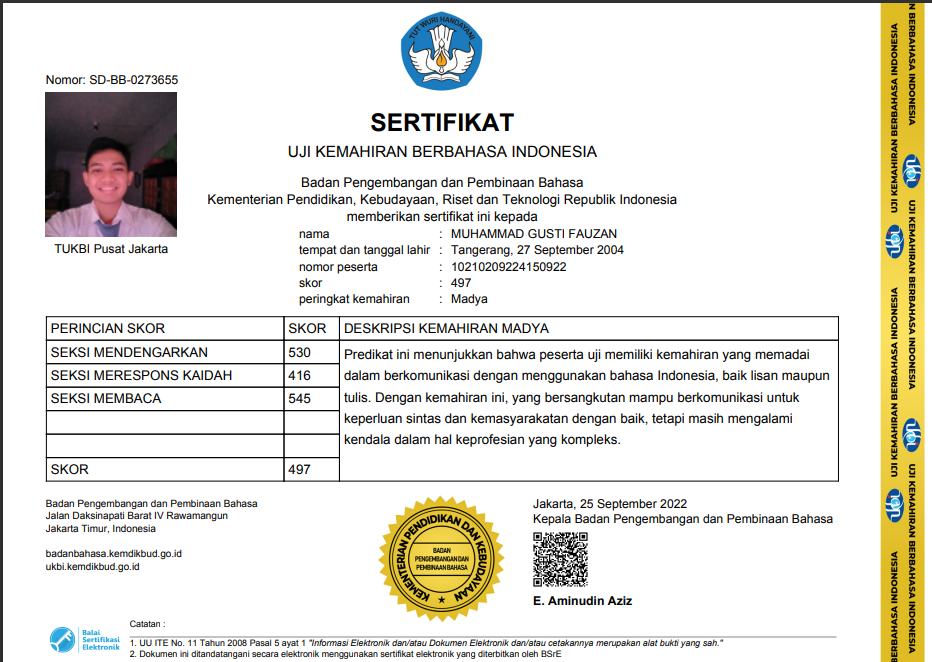 TUT WURI HANDAYANI
Nomor: SD-BB-0273655
SERTIFIKAT
UJI KEMAHIRAN BERBAHASA INDONESIA
Badan Pengembangan dan Pembinaan Bahasa
Kementerian Pendidikan, Kebudayaan, Riset dan Teknologi Republik Indonesia
memberikan sertifikat ini kepada
nama : MUHAMMAD GUSTI FAUZAN
tempat dan tanggal lahir : Tangerang, 27 September 2004
nomor peserta : 10210209224150922
skor : 497
peringkat kemahiran : Madya
TUKBI Pusat Jakarta
PERINCIAN SKOR SKOR DESKRIPSI KEMAHIRAN MADYA
SEKSI MENDENGARKAN 530
SEKSI MERESPONS KAIDAH 416
SEKSI MEMBACA 545
SKOR 497
Predikat ini menunjukkan bahwa peserta uji memiliki kemahiran yang memadai
dalam berkomunikasi dengan menggunakan bahasa Indonesia, baik lisan maupun
tulis. Dengan kemahiran ini, yang bersangkutan mampu berkomunikasi untuk
keperluan sintas dan kemasyarakatan dengan baik, tetapi masih mengalami
kendala dalam hal keprofesian yang kompleks.
Badan Pengembangan dan Pembinaan Bahasa
Jalan Daksinapati Barat IV Rawamangun
Jakarta Timur, Indonesia
badanbahasa.kemdikbud.go.id
ukbi.kemdikbud.go.id
KEMENTERIAN PENDIDIKAN DAN KEBUDAYAAN
BADAN
PENGEMBANGAN DAN
PEMBINAAN BAHASA
Jakarta, 25 September 2022
Kepala Badan Pengembangan dan Pembinaan Bahasa
E. Aminudin Aziz
Balai
Sertifikasi
Elektronik
Catatan :
1. UU ITE No. 11 Tahun 2008 Pasal 5 ayat 1 "Informasi Elektronik dan/atau Dokumen Elektronik dan/atau cetakannya merupakan alat bukti yang sah."
2. Dokumen ini ditandatangani secara elektronik menggunakan sertifikat elektronik yang diterbitkan oleh BSrE
UJI KEMAHIRAN BERBAHASA INDONESIA
ukbi
UJI KEMAHIRAN BERBAHASA INDONESIA
ukbi
BERBAHASA INDONESIA
N BERBAHASA INDONESIA
ukbi
UJI KEMAHIRAN BERBAHASA INDONESIA
ukbi
UJI KEMAHIRAN BERBAHASA INDONESIA